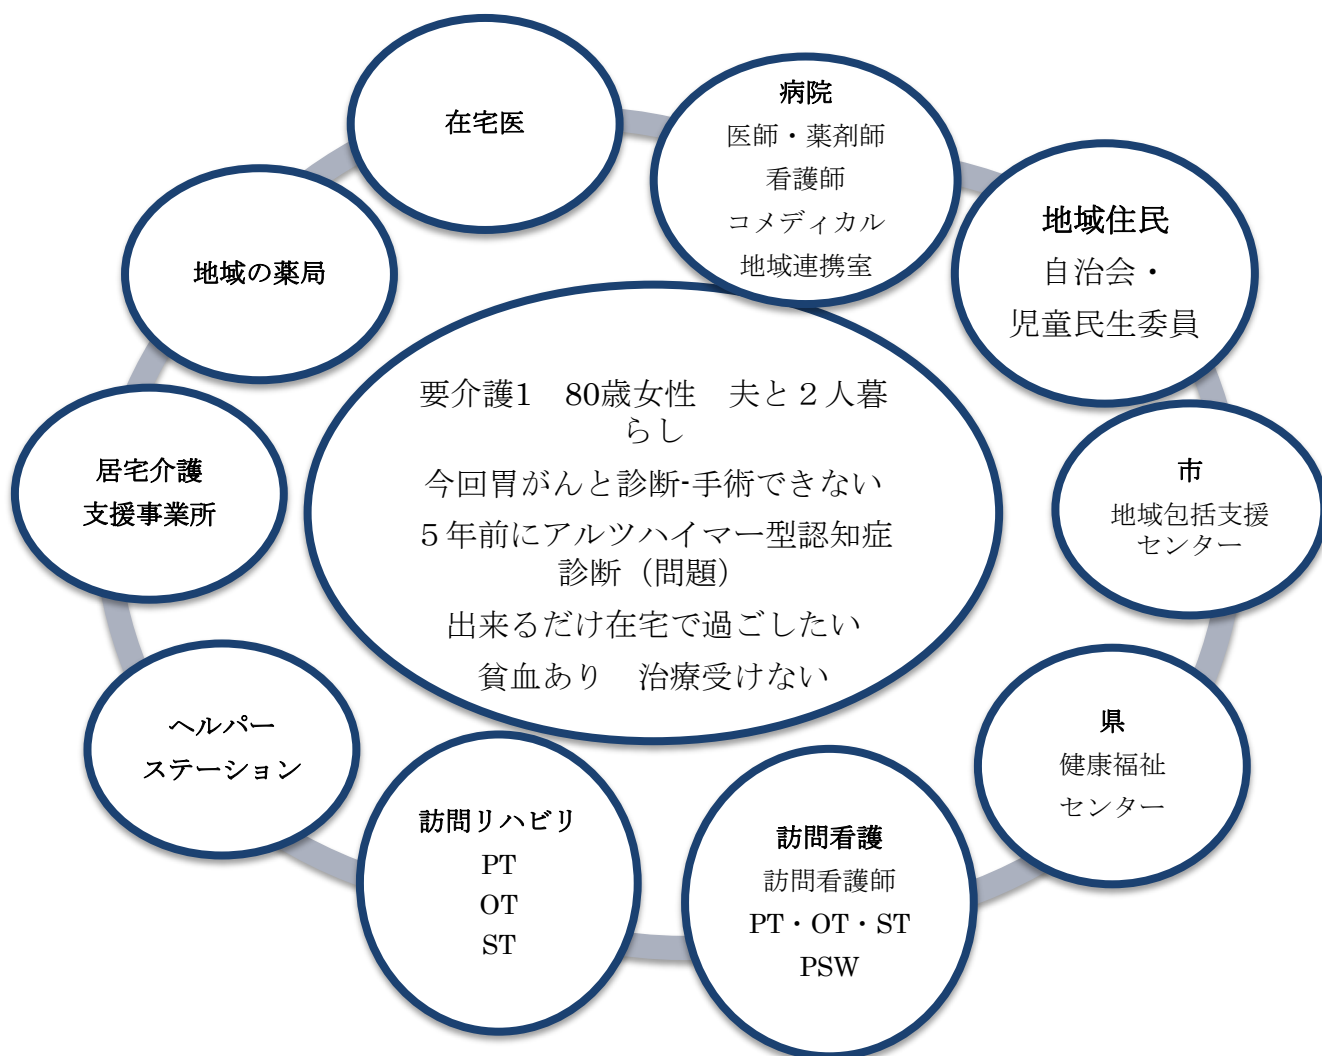 在宅医
病院
医師・薬剤師
看護師
コメディカル
地域連携室
地域住民
自治会・
児童民生委員
市
地域包括支援
センター
県
健康福祉
センター
訪問看護
訪問看護師
PT・OT・ST
PSW
訪問リハビリ
PT
OT
ST
ヘルパー
ステーション
居宅介護
支援事業所
地域の薬局
要介護1　80歳女性　夫と２人暮
らし
今回胃がんと診断-手術できない
５年前にアルツハイマー型認知症
診断（問題）
出来るだけ在宅で過ごしたい
貧血あり　治療受けない